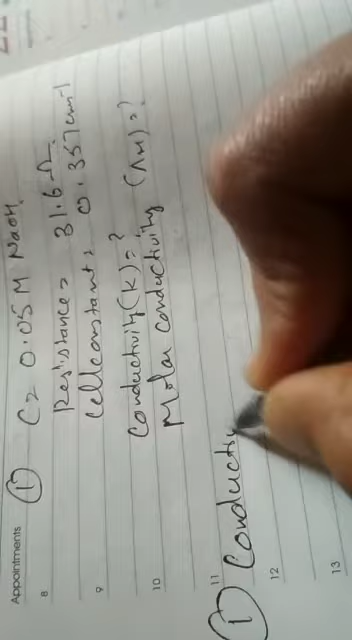 Appointments
① C= 0.05 M NaOH
8
Resistance= 31.6 Ω
Cell constant= 0.357 cm-1
9
Conductivity (K)=?
Molar conductivity (ΛM)=?
10
11
① Conductiv
12
13